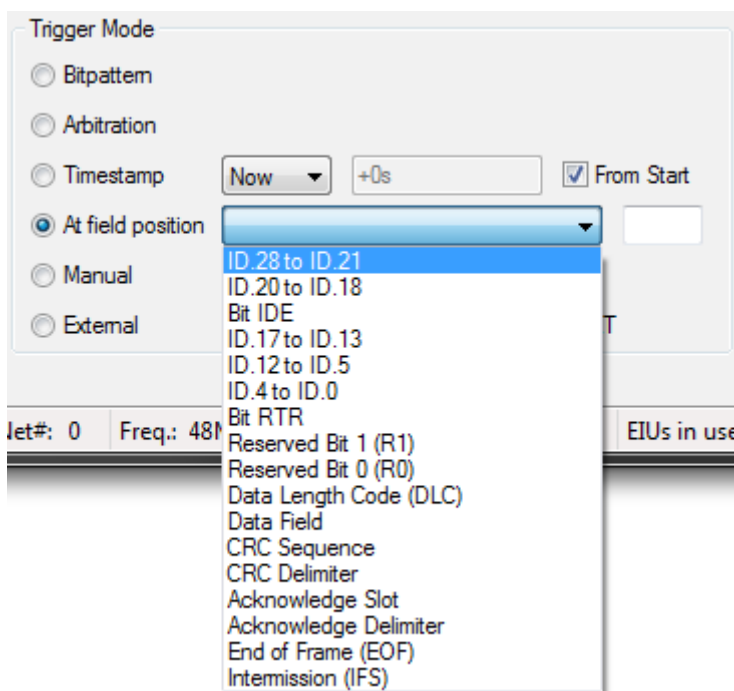 Trigger Mode
Bitpattern
Arbitration
Timestamp Now +0s From Start
At field position
ID.28 to ID.21
Manual
ID.20 to ID.18
Bit IDE
External T
ID.17 to ID.13
ID.12 to ID.5
ID.4 to ID.0
Bit RTR
Net#: 0 Freq.: 48 EIUs in use
Reserved Bit 1 (R1)
Reserved Bit 0 (R0)
Data Length Code (DLC)
Data Field
CRC Sequence
CRC Delimiter
Acknowledge Slot
Acknowledge Delimiter
End of Frame (EOF)
Intermission (IFS)